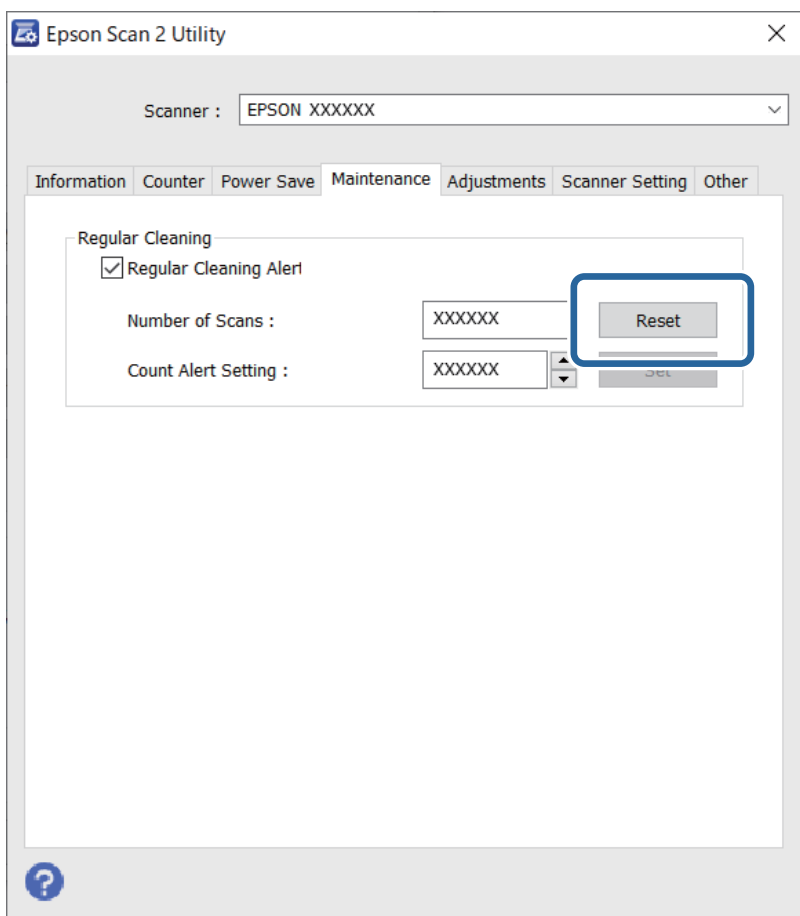 Epson Scan 2 Utility
Scanner : EPSON XXXXXX
Information Counter Power Save Maintenance Adjustments Scanner Setting Other
Regular Cleaning
Regular Cleaning Alert
Number of Scans : XXXXXX Reset
Count Alert Setting : XXXXXX Set
?